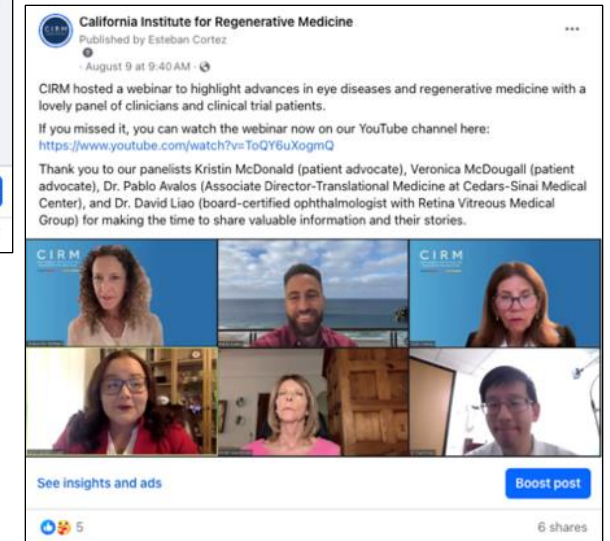 California Institute for Regenerative Medicine
Published by Esteban Cortez
· August 9 at 9:40 AM ·
CIRM hosted a webinar to highlight advances in eye diseases and regenerative medicine with a
lovely panel of clinicians and clinical trial patients.
If you missed it, you can watch the webinar now on our YouTube channel here:
https://www.youtube.com/watch?v=ToQY6uXogmQ
Thank you to our panelists Kristin McDonald (patient advocate), Veronica McDougall (patient
advocate), Dr. Pablo Avalos (Associate Director-Translational Medicine at Cedars-Sinai Medical
Center), and Dr. David Liao (board-certified ophthalmologist with Retina Vitreous Medical
Group) for making the time to share valuable information and their stories.
CIRM
CIRM
See insights and ads
Boost post
5
6 shares